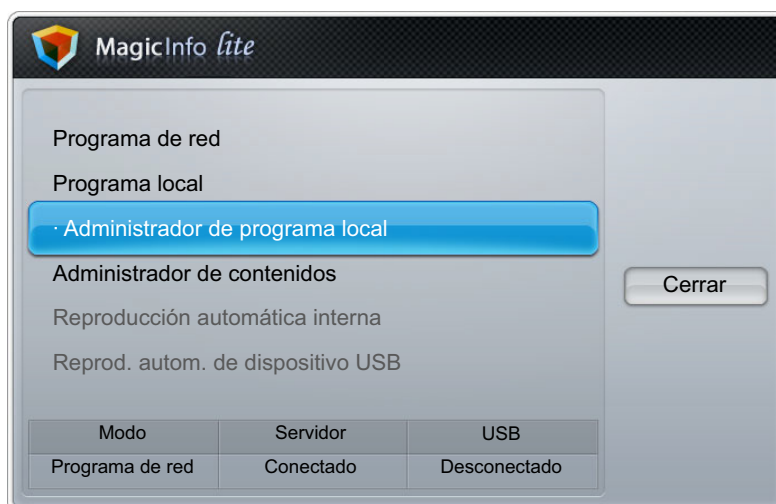 MagicInfo lite
Programa de red
Programa local
· Administrador de programa local
Administrador de contenidos
Reproducción automática interna
Reprod. autom. de dispositivo USB
Cerrar
Modo Servidor USB
Programa de red Conectado Desconectado